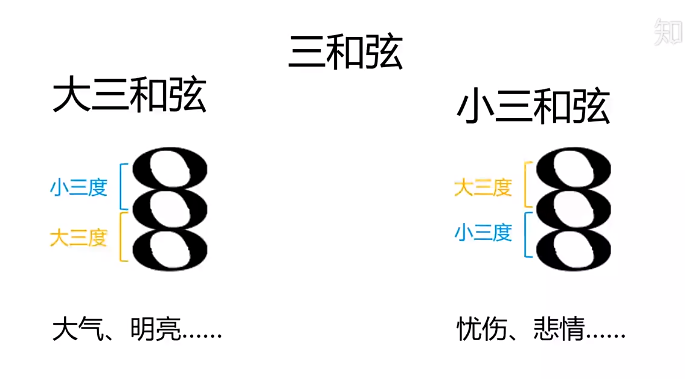 知
三和弦
大三和弦
小三和弦
小三度
大三度
大三度
小三度
大气、明亮……
忧伤、悲情……